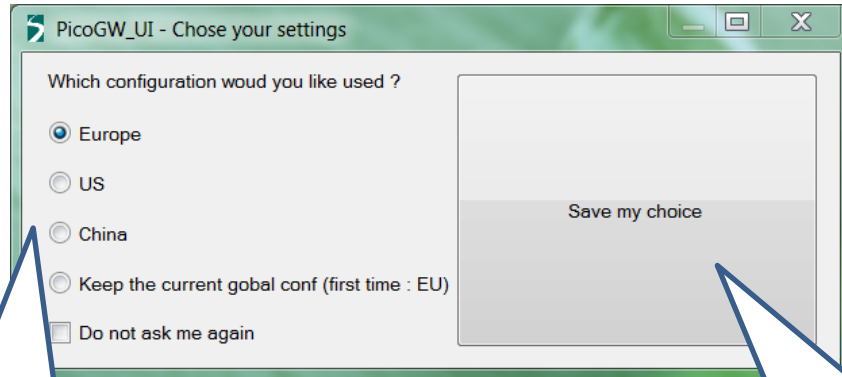 PicoGW_UI - Chose your settings
Which configuration woud you like used ?
Europe
US
China
Keep the current gobal conf (first time : EU)
Do not ask me again
Save my choice